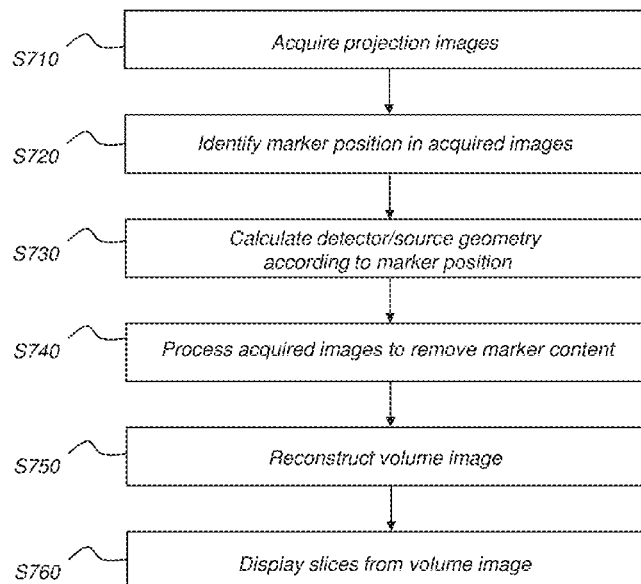 S710
Acquire projection images
S720
Identify marker position in acquired images
S730
Calculate detector/source geometry
according to marker position
S740
Process acquired images to remove marker content
S750
Reconstruct volume image
S760
Display slices from volume image